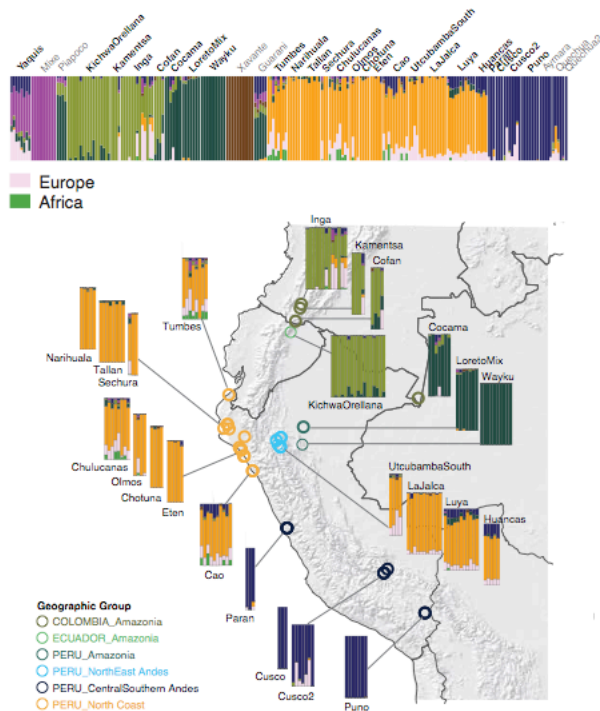 Yaquis
Mixe
Piapoco
KichwaOrellana
Kamentsa
Inga
Cofan
Cocama
LoretoMix
Wayku
Xavante
Guarani
Tumbes
Narihuala
Tallan
Sechura
Chulucanas
Olmos
Chotuna
Eten
Cao
UtcubambaSouth
LaJalca
Luya
Huancas
Cusco
Cusco2
Puno
Aymara
Europe
Africa
Inga
Kamentsa
Cofan
Tumbes
Cocama
LoretoMix
Wayku
Narihuala
Tallan
Sechura
KichwaOrellana
Chulucanas
Olmos
Chotuna
Eten
UtcubambaSouth
LaJalca
Luya
Huancas
Cao
Paran
Cusco
Cusco2
Puno
Geographic Group
COLOMBIA_Amazonia
ECUADOR_Amazonia
PERU_Amazonia
PERU_NorthEast Andes
PERU_CentralSouthern Andes
PERU_North Coast